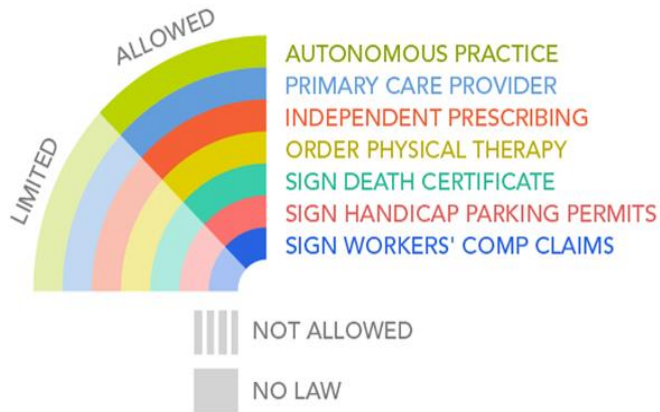 ALLOWED
LIMITED
AUTONOMOUS PRACTICE
PRIMARY CARE PROVIDER
INDEPENDENT PRESCRIBING
ORDER PHYSICAL THERAPY
SIGN DEATH CERTIFICATE
SIGN HANDICAP PARKING PERMITS
SIGN WORKERS' COMP CLAIMS
NOT ALLOWED
NO LAW